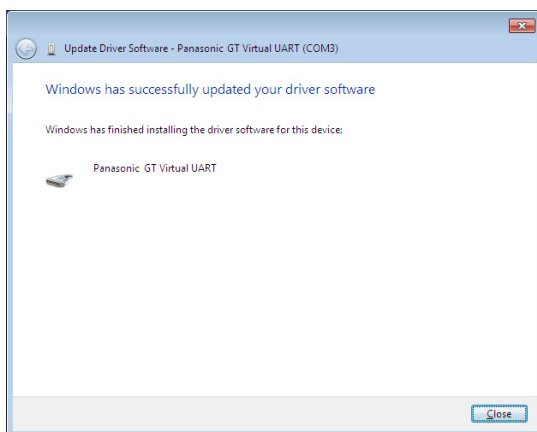 Update Driver Software - Panasonic GT Virtual UART (COM3)
Windows has successfully updated your driver software
Windows has finished installing the driver software for this device:
Panasonic GT Virtual UART
Close